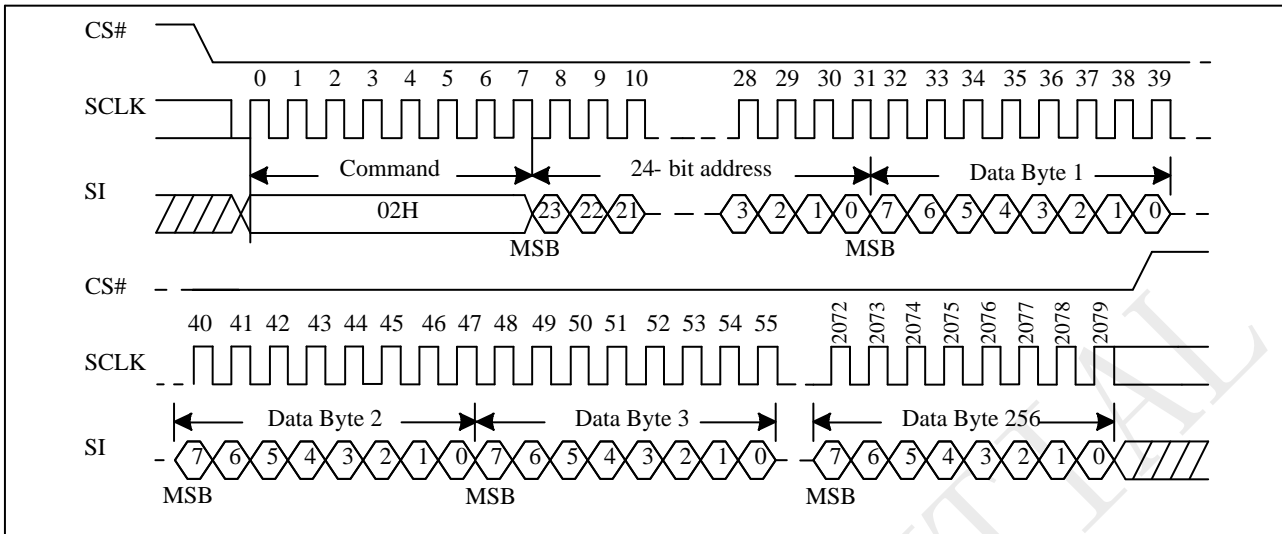 CS#
0 1 2 3 4 5 6 7 8 9 10 28 29 30 31 32 33 34 35 36 37 38 39
SCLK
Command 24- bit address Data Byte 1
SI
02H 23 22 21 3 2 1 0 7 6 5 4 3 2 1 0
MSB MSB
CS#
40 41 42 43 44 45 46 47 48 49 50 51 52 53 54 55 2072 2073 2074 2075 2076 2077 2078 2079
SCLK
Data Byte 2 Data Byte 3 Data Byte 256
SI
7 6 5 4 3 2 1 0 7 6 5 4 3 2 1 0 7 6 5 4 3 2 1 0
MSB MSB MSB